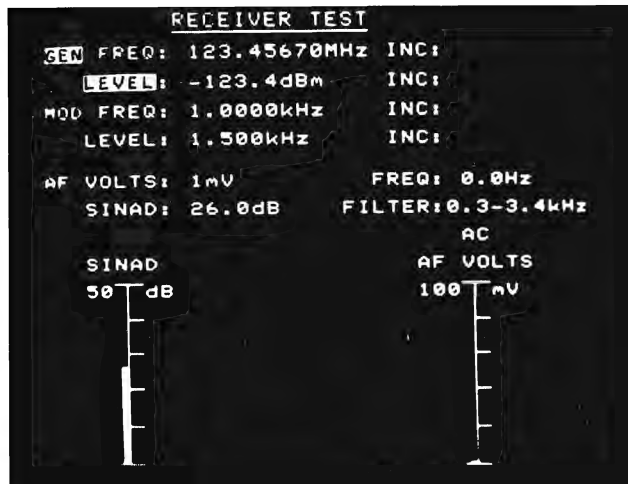 RECEIVER TEST
GEN FREQ: 123.45670MHz INC:
LEVEL: -123.4dBm INC:
MOD FREQ: 1.0000kHz INC:
LEVEL: 1.500kHz INC:
AF VOLTS: 1mV FREQ: 0.0Hz
SINAD: 26.0dB FILTER:0.3-3.4kHz
AC
SINAD AF VOLTS
50 dB 100 mV